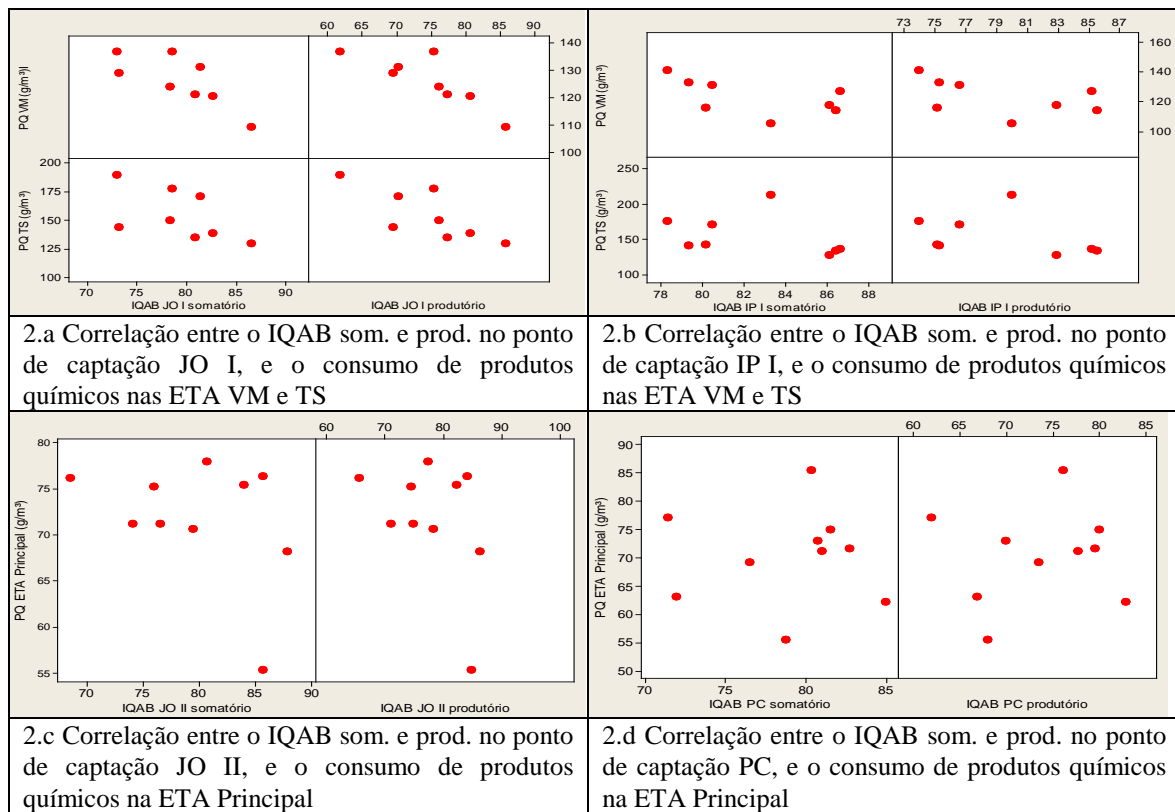 60 65 70 75 80 85 90
PQ VM (g/m³)l
140
130
120
110
100
PQ TS (g/m³)
200
175
150
125
100
70 75 80 85 90
IQAB JO I somatório
IQAB JO I produtório
73 75 77 79 81 83 85 87
PQ VM (g/m³)
160
140
120
100
PQ TS (g/m³)
250
200
150
100
78 80 82 84 86 88
IQAB IP I somatório
IQAB IP I produtório
2.a Correlação entre o IQAB som. e prod. no ponto
de captação JO I, e o consumo de produtos
químicos nas ETA VM e TS
2.b Correlação entre o IQAB som. e prod. no ponto
de captação IP I, e o consumo de produtos químicos
nas ETA VM e TS
60 70 80 90 100
PQ ETA Principal (g/m³)
80
75
70
65
60
55
70 75 80 85 90
IQAB JO II somatório
IQAB JO II produtório
60 65 70 75 80 85
PQ ETA Principal (g/m³)
90
85
80
75
70
65
60
55
50
70 75 80 85
IQAB PC somatório
IQAB PC produtório
2.c Correlação entre o IQAB som. e prod. no ponto
de captação JO II, e o consumo de produtos
químicos na ETA Principal
2.d Correlação entre o IQAB som. e prod. no ponto
de captação PC, e o consumo de produtos químicos
na ETA Principal